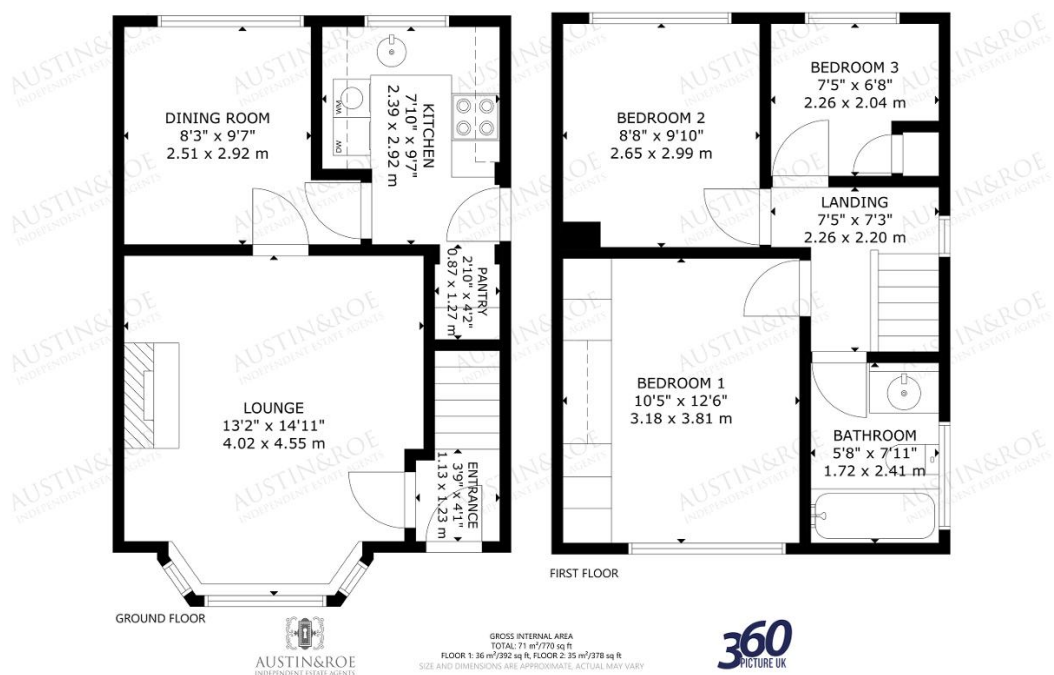 DINING ROOM
8'3" x 9'7"
2.51 x 2.92 m
KITCHEN
7'10" x 9'7"
2.39 x 2.92 m
WM
DW
PANTRY
2'10" x 4'2"
0.87 x 1.27 m
LOUNGE
13'2" x 14'11"
4.02 x 4.55 m
ENTRANCE
3'9" x 4'1"
1.13 x 1.23 m
GROUND FLOOR
BEDROOM 2
8'8" x 9'10"
2.65 x 2.99 m
BEDROOM 3
7'5" x 6'8"
2.26 x 2.04 m
LANDING
7'5" x 7'3"
2.26 x 2.20 m
BEDROOM 1
10'5" x 12'6"
3.18 x 3.81 m
BATHROOM
5'8" x 7'11"
1.72 x 2.41 m
FIRST FLOOR
AUSTIN&ROE
INDEPENDENT ESTATE AGENTS
GROSS INTERNAL AREA
TOTAL: 71 m²/770 sq ft
FLOOR 1: 36 m²/392 sq ft, FLOOR 2: 35 m²/378 sq ft
SIZE AND DIMENSIONS ARE APPROXIMATE, ACTUAL MAY VARY
360
PICTURE UK